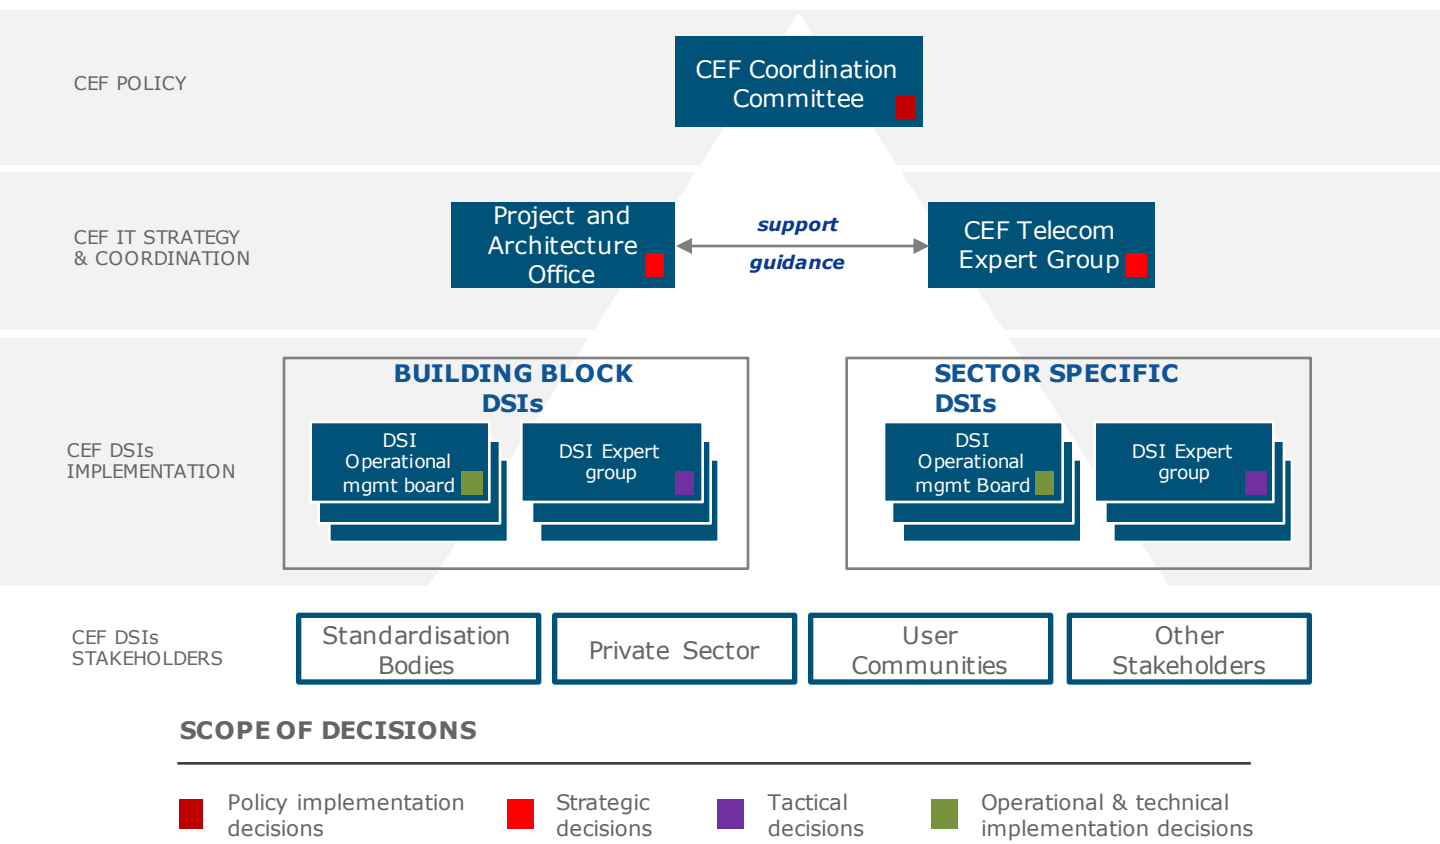 CEF POLICY
CEF Coordination
Committee
CEF IT STRATEGY
& COORDINATION
Project and
Architecture
Office
support
guidance
CEF Telecom
Expert Group
CEF DSIs
IMPLEMENTATION
BUILDING BLOCK
DSIs
DSI
Operational
mgmt board
DSI Expert
group
SECTOR SPECIFIC
DSIs
DSI
Operational
mgmt Board
DSI Expert
group
CEF DSIs
STAKEHOLDERS
Standardisation
Bodies
Private Sector
User
Communities
Other
Stakeholders
SCOPE OF DECISIONS
Policy implementation
decisions
Strategic
decisions
Tactical
decisions
Operational & technical
implementation decisions